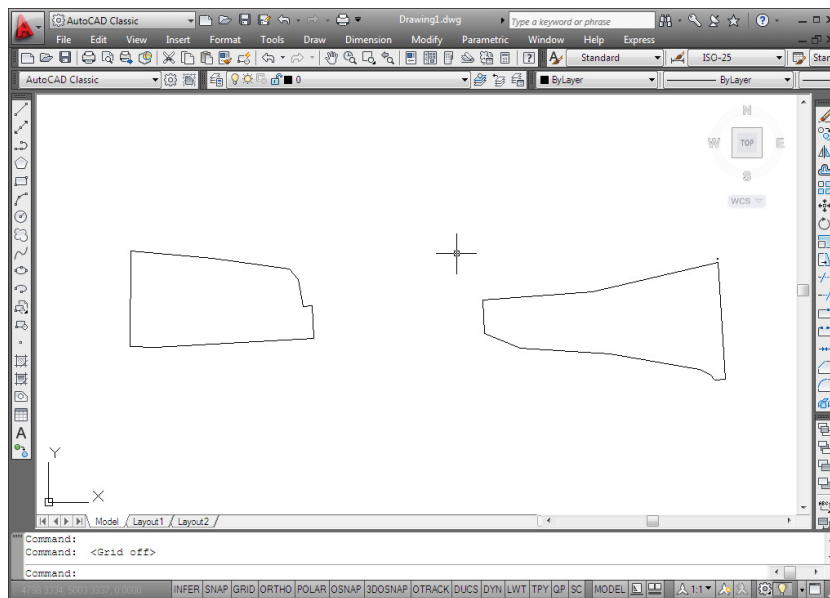 AutoCAD Classic Drawing1.dwg Type a keyword or phrase
File Edit View Insert Format Tools Draw Dimension Modify Parametric Window Help Express
Standard ISO-25 Stan
AutoCAD Classic 0 ByLayer ByLayer
N
W TOP E
S
WCS
Y
X
Model Layout1 Layout2
Command:
Command: <Grid off>
Command:
INFER SNAP GRID ORTHO POLAR OSNAP 3DOSNAP OTRACK DUCS DYN LWT TPY QP SC MODEL 1:1